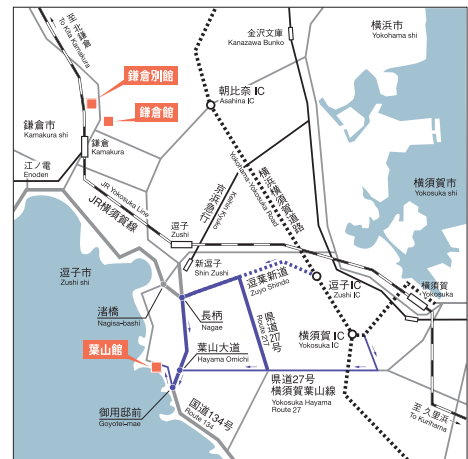 至 北鎌倉
To Kita Kamakura
金沢文庫
Kanazawa Bunko
横浜市
Yokohama shi
鎌倉別館
朝比奈 IC
Asahina IC
鎌倉館
鎌倉市
Kamakura shi
鎌倉
Kamakura
江ノ電
Enoden
JR Yokosuka Line
JR横須賀線
京浜急行
Keihin Kyuko
横浜横須賀道路
Yokohama-Yokosuka Road
横須賀市
Yokosuka shi
逗子
Zushi
新逗子
Shin Zushi
逗子市
Zushi shi
逗葉新道
Zuyo Shindo
逗子 IC
Zushi IC
横須賀
Yokosuka
渚橋
Nagisa-bashi
長柄
Nagae
県道217号
Route 217
横須賀 IC
Yokosuka IC
葉山館
葉山大道
Hayama Omichi
県道27号
横須賀葉山線
Yokosuka Hayama
Route 27
御用邸前
Goyotei-mae
国道134号
Route 134
至 久里浜
To Kurihama